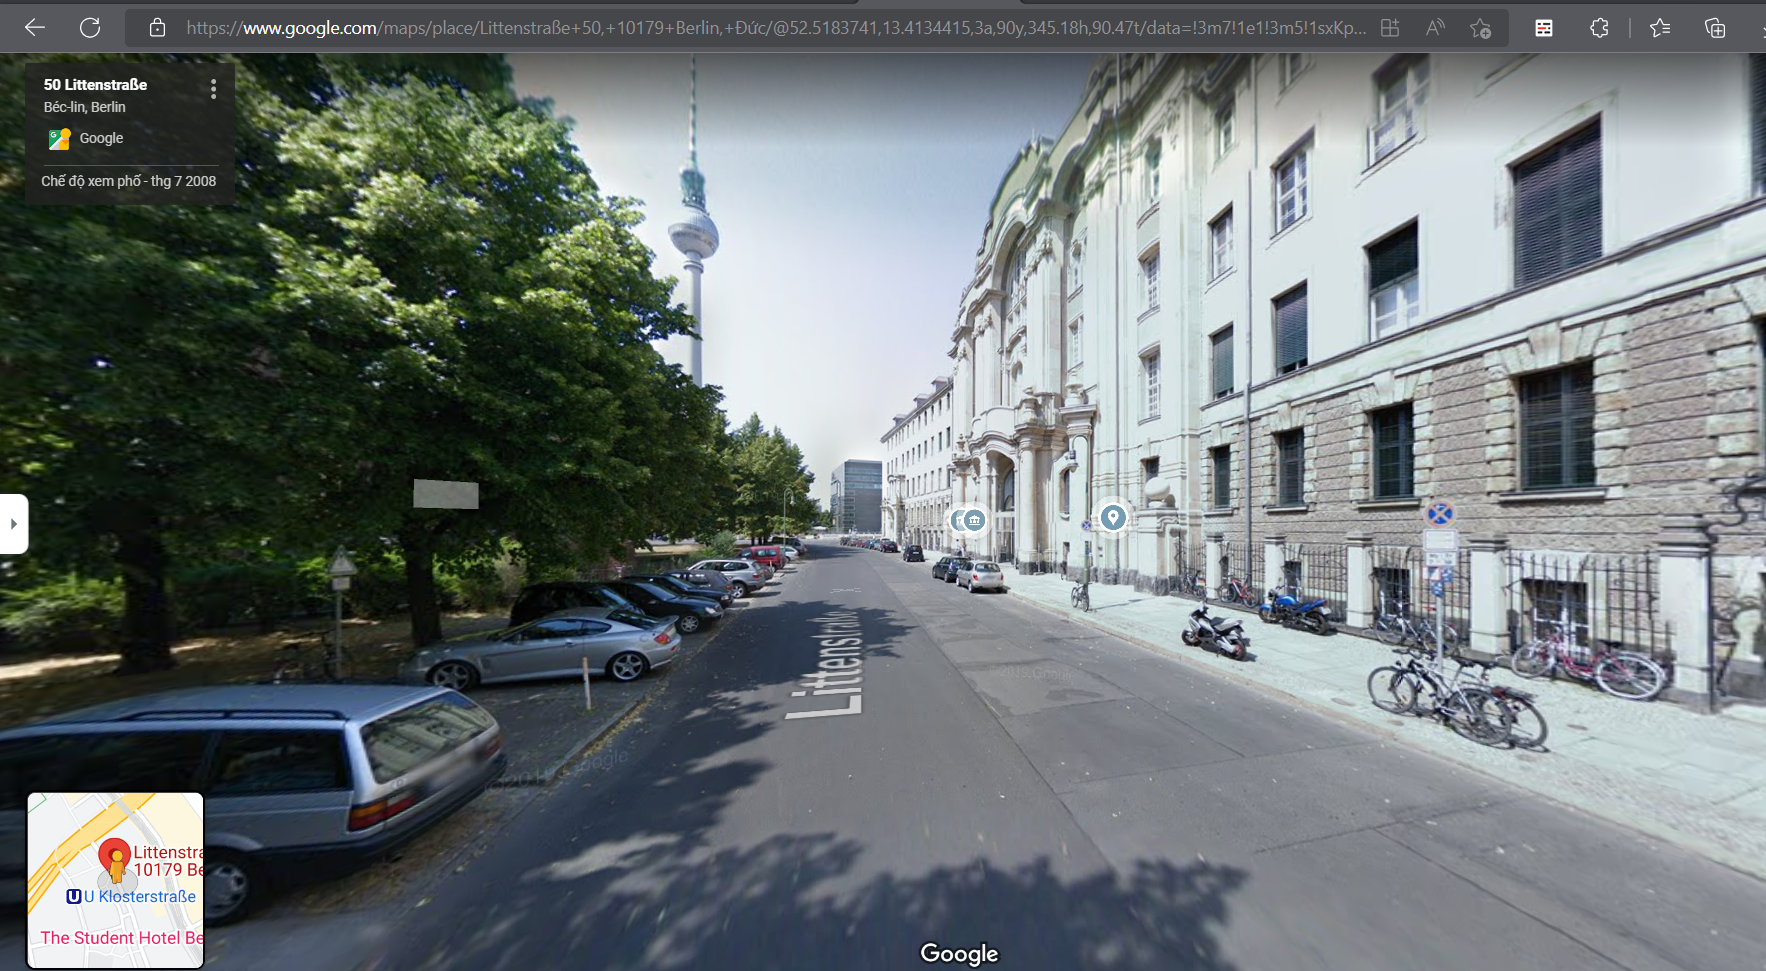 https://www.google.com/maps/place/Littenstraße+50,+10179+Berlin,+Đức/@52.5183741,13.4134415,3a,90y,345.18h,90.47t/data=!3m7!1e1!3m5!1sxKp...
50 Littenstraße
Béc-lin, Berlin
Google
Chế độ xem phố - thg 7 2008
Littenstraße
Littenstra
10179 Be
U U Klosterstraße
The Student Hotel Be
Google